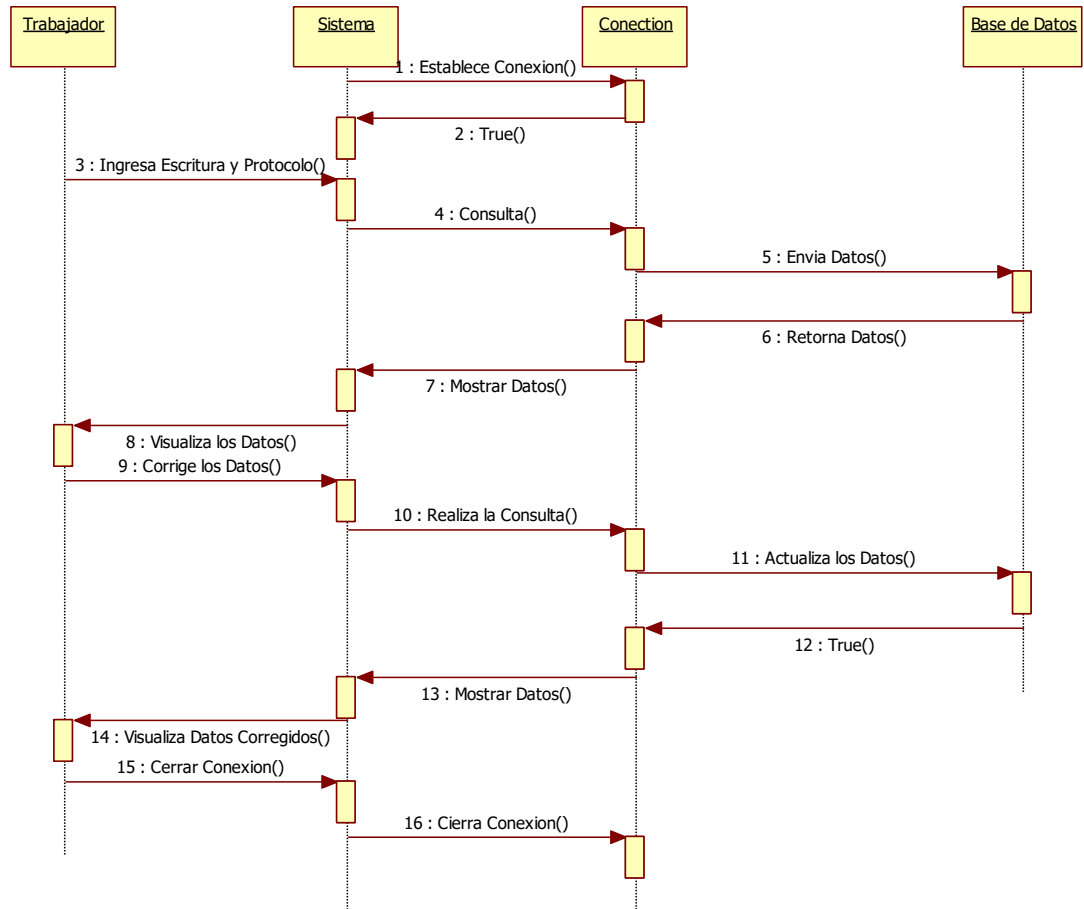 Trabajador
Sistema
Conection
Base de Datos
1 : Establece Conexion()
2 : True()
3 : Ingresa Escritura y Protocolo()
4 : Consulta()
5 : Envia Datos()
6 : Retorna Datos()
7 : Mostrar Datos()
8 : Visualiza los Datos()
9 : Corrige los Datos()
10 : Realiza la Consulta()
11 : Actualiza los Datos()
12 : True()
13 : Mostrar Datos()
14 : Visualiza Datos Corregidos()
15 : Cerrar Conexion()
16 : Cierra Conexion()